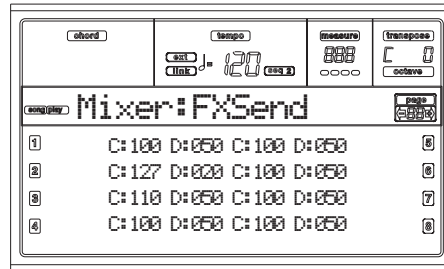 chord tempo measure transpose
ext ♩= 120 seq 2 888 C 0
link octave
song play Mixer:FXSend page
88
1 C:100 D:050 C:100 D:050 5
2 C:127 D:020 C:100 D:050 6
3 C:110 D:050 C:100 D:050 7
4 C:100 D:050 C:100 D:050 8